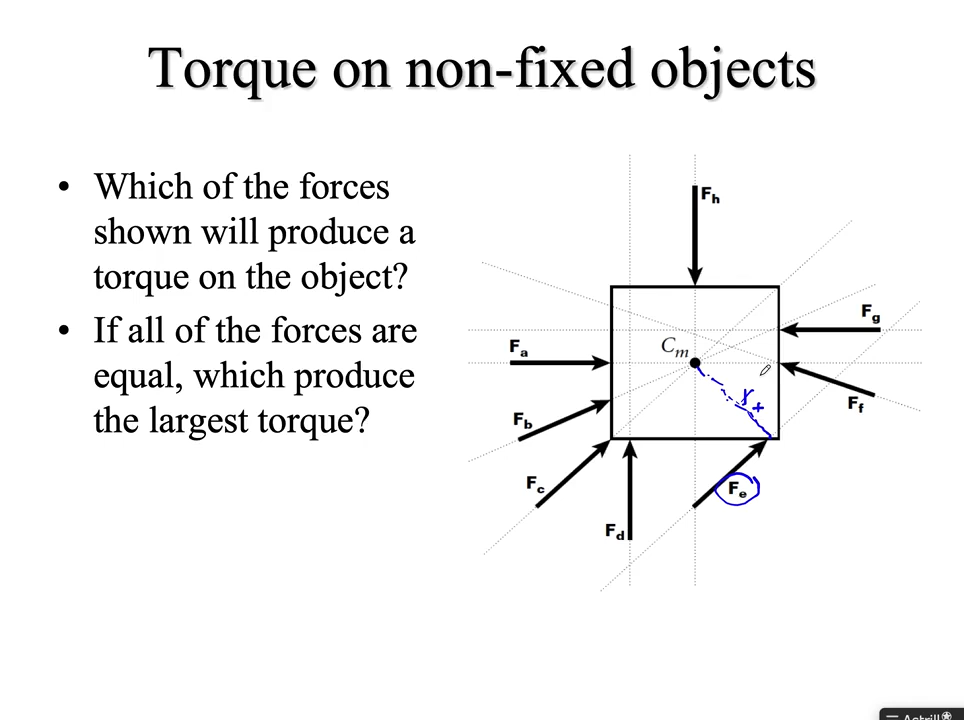 Torque on non-fixed objects
• Which of the forces
shown will produce a
torque on the object?
• If all of the forces are
equal, which produce
the largest torque?
Fh
Fg
Fa
Cm
Ff
r+
Fb
Fc
Fe
Fd
Astrill